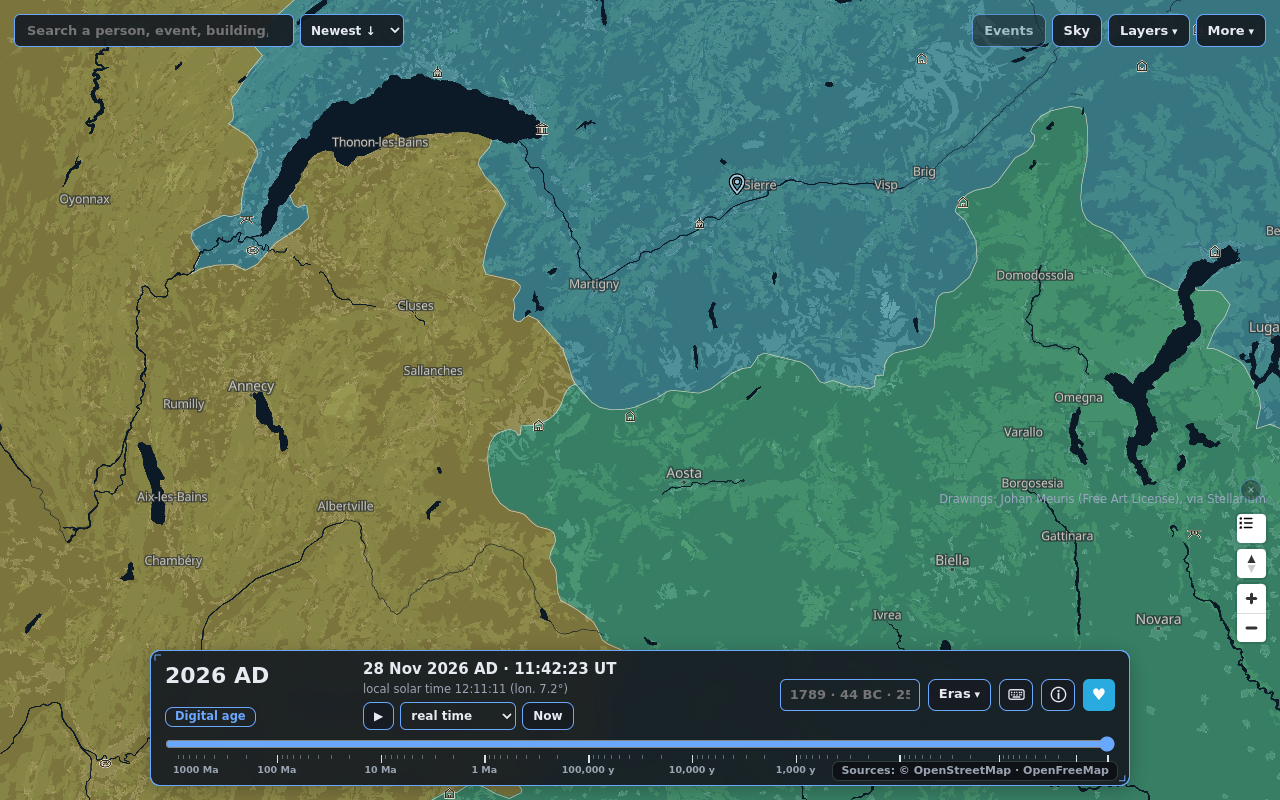 Search a person, event, building,
Newest ↓
Events
Sky
Layers ▾
More ▾
Thonon-les-Bains
Oyonnax
Sierre
Visp
Brig
Martigny
Domodossola
Cluses
Sallanches
Annecy
Rumilly
Omegna
Varallo
Aosta
Borgosesia
Aix-les-Bains
Albertville
Drawings: Johan Meuris (Free Art License), via Stellarium
Gattinara
Chambéry
Biella
Ivrea
Novara
2026 AD
28 Nov 2026 AD · 11:42:23 UT
local solar time 12:11:11 (lon. 7.2°)
Digital age
real time
Now
1789 · 44 BC · 25
Eras ▾
1000 Ma
100 Ma
10 Ma
1 Ma
100,000 y
10,000 y
1,000 y
Sources: © OpenStreetMap · OpenFreeMap